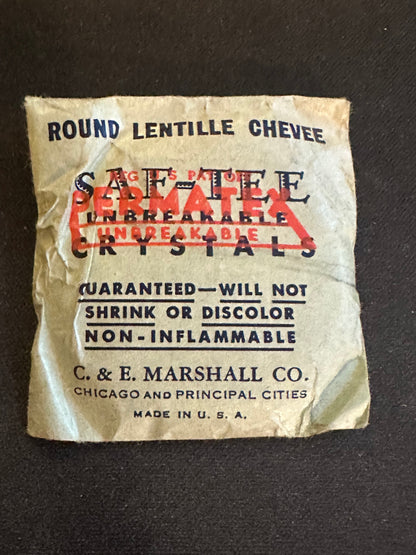 ROUND LENTILLE CHEVEE
SAF-TEE
REG U S PAT OFF
PERMATEX
UNBREAKABLE
UNBREAKABLE
CRYSTALS
GUARANTEED—WILL NOT
SHRINK OR DISCOLOR
NON-INFLAMMABLE
C. & E. MARSHALL CO.
CHICAGO AND PRINCIPAL CITIES
MADE IN U. S. A.